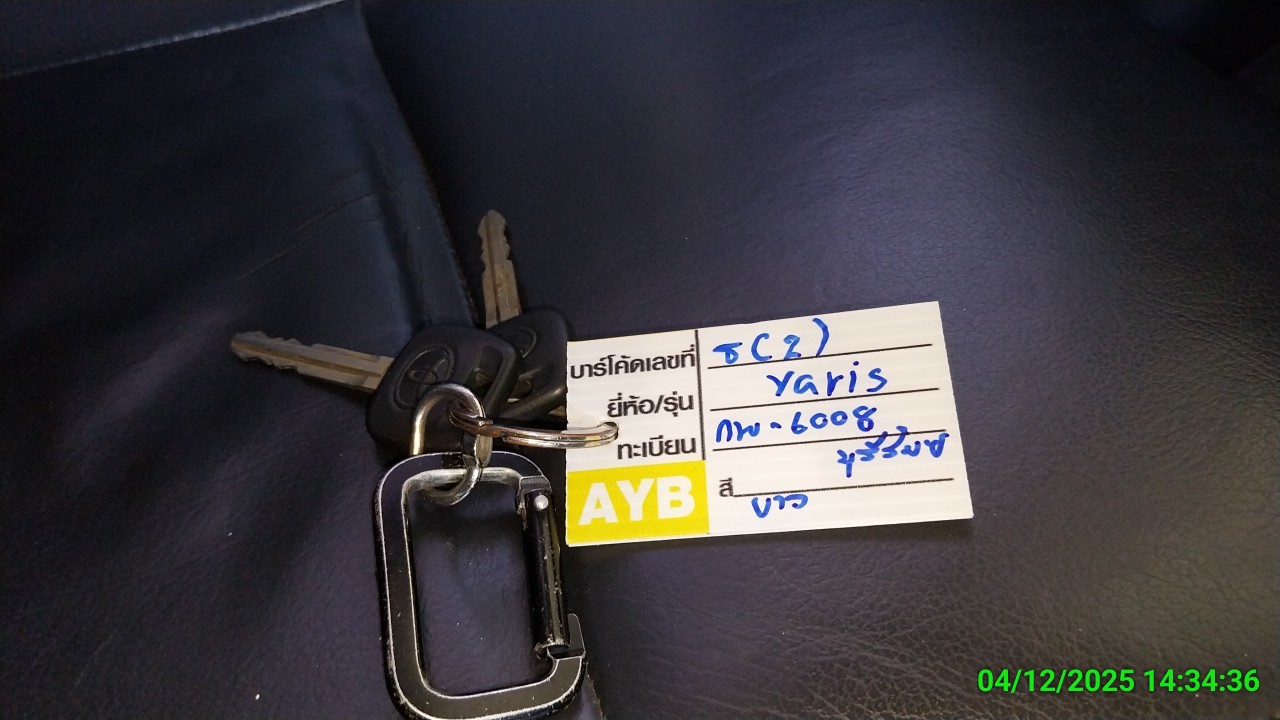 บาร์โค้ดเลขที่ ธ(2)
ยี่ห้อ/รุ่น Yaris
ทะเบียน กพ-6008
บุรีรัมย์
สี ขาว
AYB
04/12/2025 14:34:36